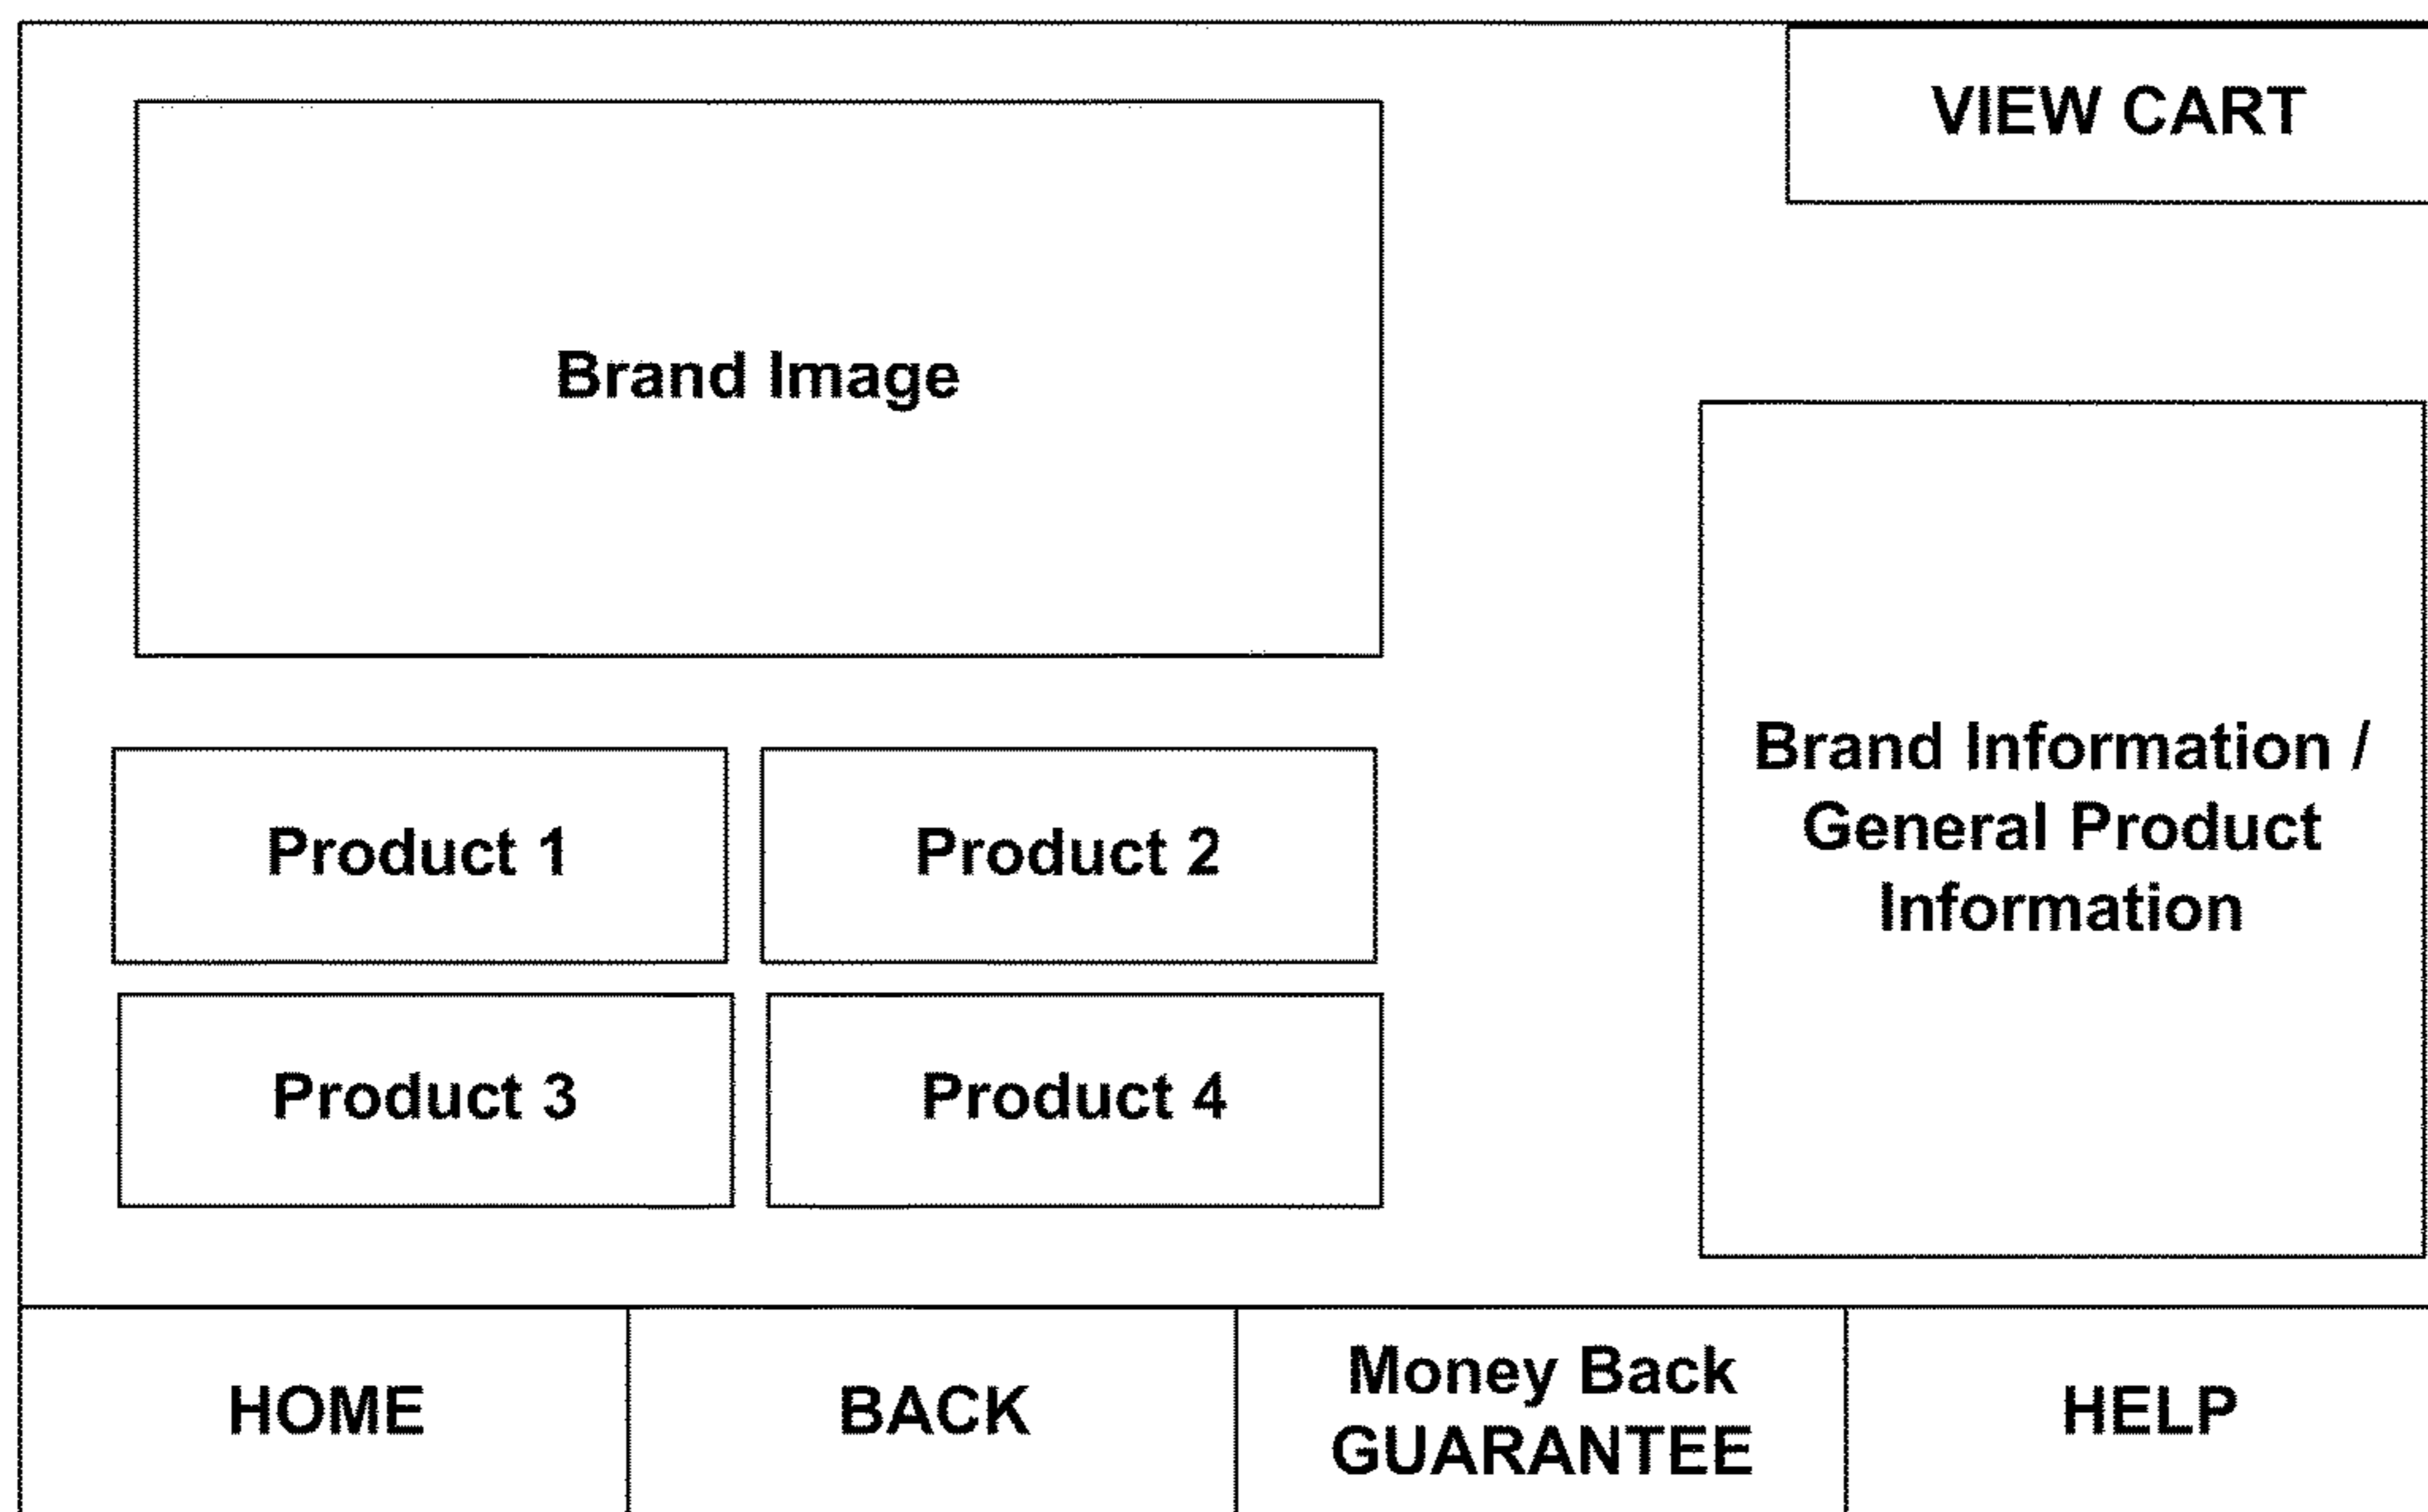 VIEW CART
Brand Image
Brand Information /
General Product
Information
Product 1
Product 2
Product 3
Product 4
HOME
BACK
Money Back
GUARANTEE
HELP